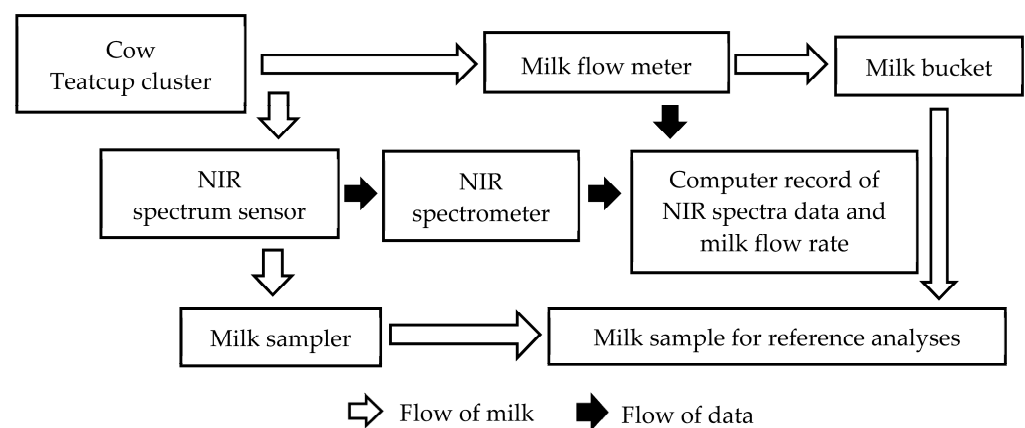 Cow
Teatcup cluster
Milk flow meter
Milk bucket
NIR
spectrum sensor
NIR
spectrometer
Computer record of
NIR spectra data and
milk flow rate
Milk sampler
Milk sample for reference analyses
Flow of milk
Flow of data